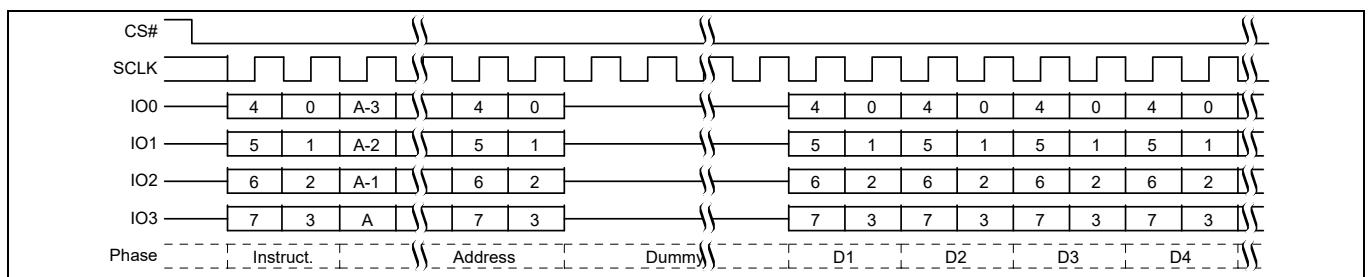 CS#
SCLK
IO0 4 0 A-3 4 0 4 0 4 0 4 0 4 0
IO1 5 1 A-2 5 1 5 1 5 1 5 1 5 1
IO2 6 2 A-1 6 2 6 2 6 2 6 2 6 2
IO3 7 3 A 7 3 7 3 7 3 7 3 7 3
Phase Instruct. Address Dummy D1 D2 D3 D4